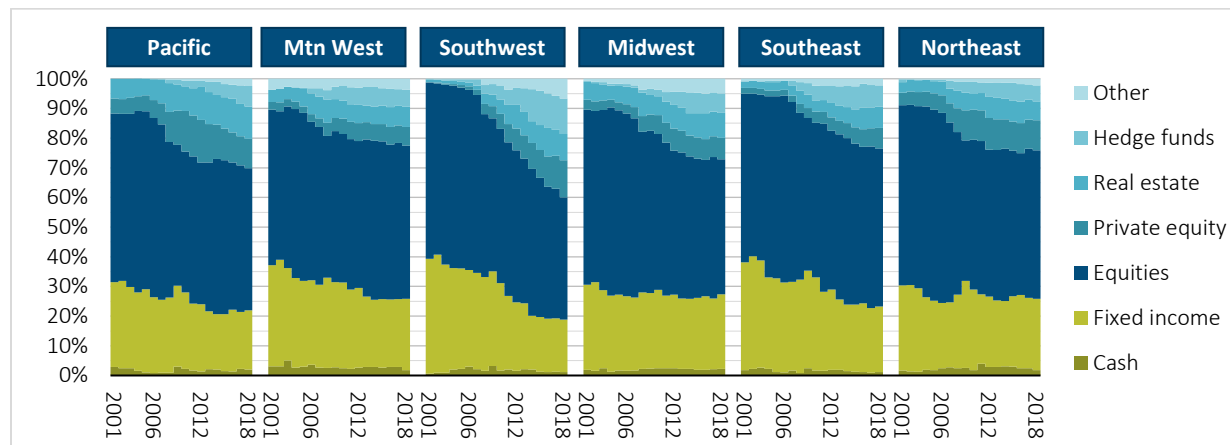 Pacific Mtn West Southwest Midwest Southeast Northeast
100%
90%
80%
70%
60%
50%
40%
30%
20%
10%
0%
Other
Hedge funds
Real estate
Private equity
Equities
Fixed income
Cash
2001 2006 2012 2018 2001 2006 2012 2018 2001 2006 2012 2018 2001 2006 2012 2018 2001 2006 2012 2018 2001 2006 2012 2018